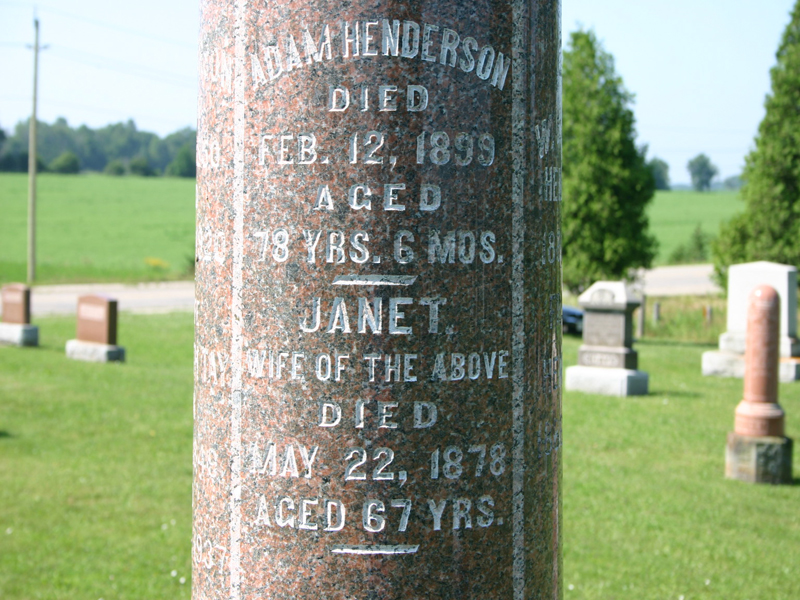 ADAM HENDERSON
DIED
FEB. 12, 1899
AGED
78 YRS. 6 MOS.
JANET.
WIFE OF THE ABOVE
DIED
MAY 22, 1878
AGED 67 YRS.